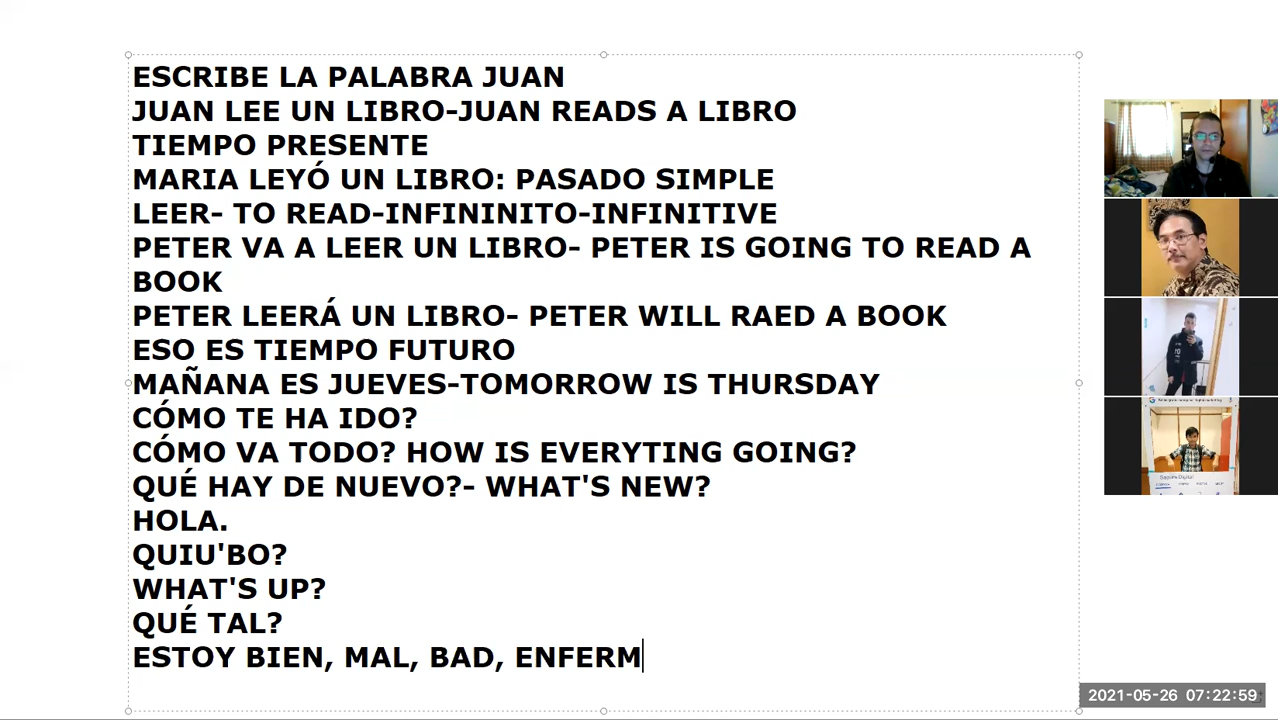 ESCRIBE LA PALABRA JUAN
JUAN LEE UN LIBRO-JUAN READS A LIBRO
TIEMPO PRESENTE
MARIA LEYÓ UN LIBRO: PASADO SIMPLE
LEER- TO READ-INFININITO-INFINITIVE
PETER VA A LEER UN LIBRO- PETER IS GOING TO READ A
BOOK
PETER LEERÁ UN LIBRO- PETER WILL RAED A BOOK
ESO ES TIEMPO FUTURO
MAÑANA ES JUEVES-TOMORROW IS THURSDAY
CÓMO TE HA IDO?
CÓMO VA TODO? HOW IS EVERYTING GOING?
QUÉ HAY DE NUEVO?- WHAT'S NEW?
HOLA.
QUIU'BO?
WHAT'S UP?
QUÉ TAL?
ESTOY BIEN, MAL, BAD, ENFERM
2021-05-26 07:22:59